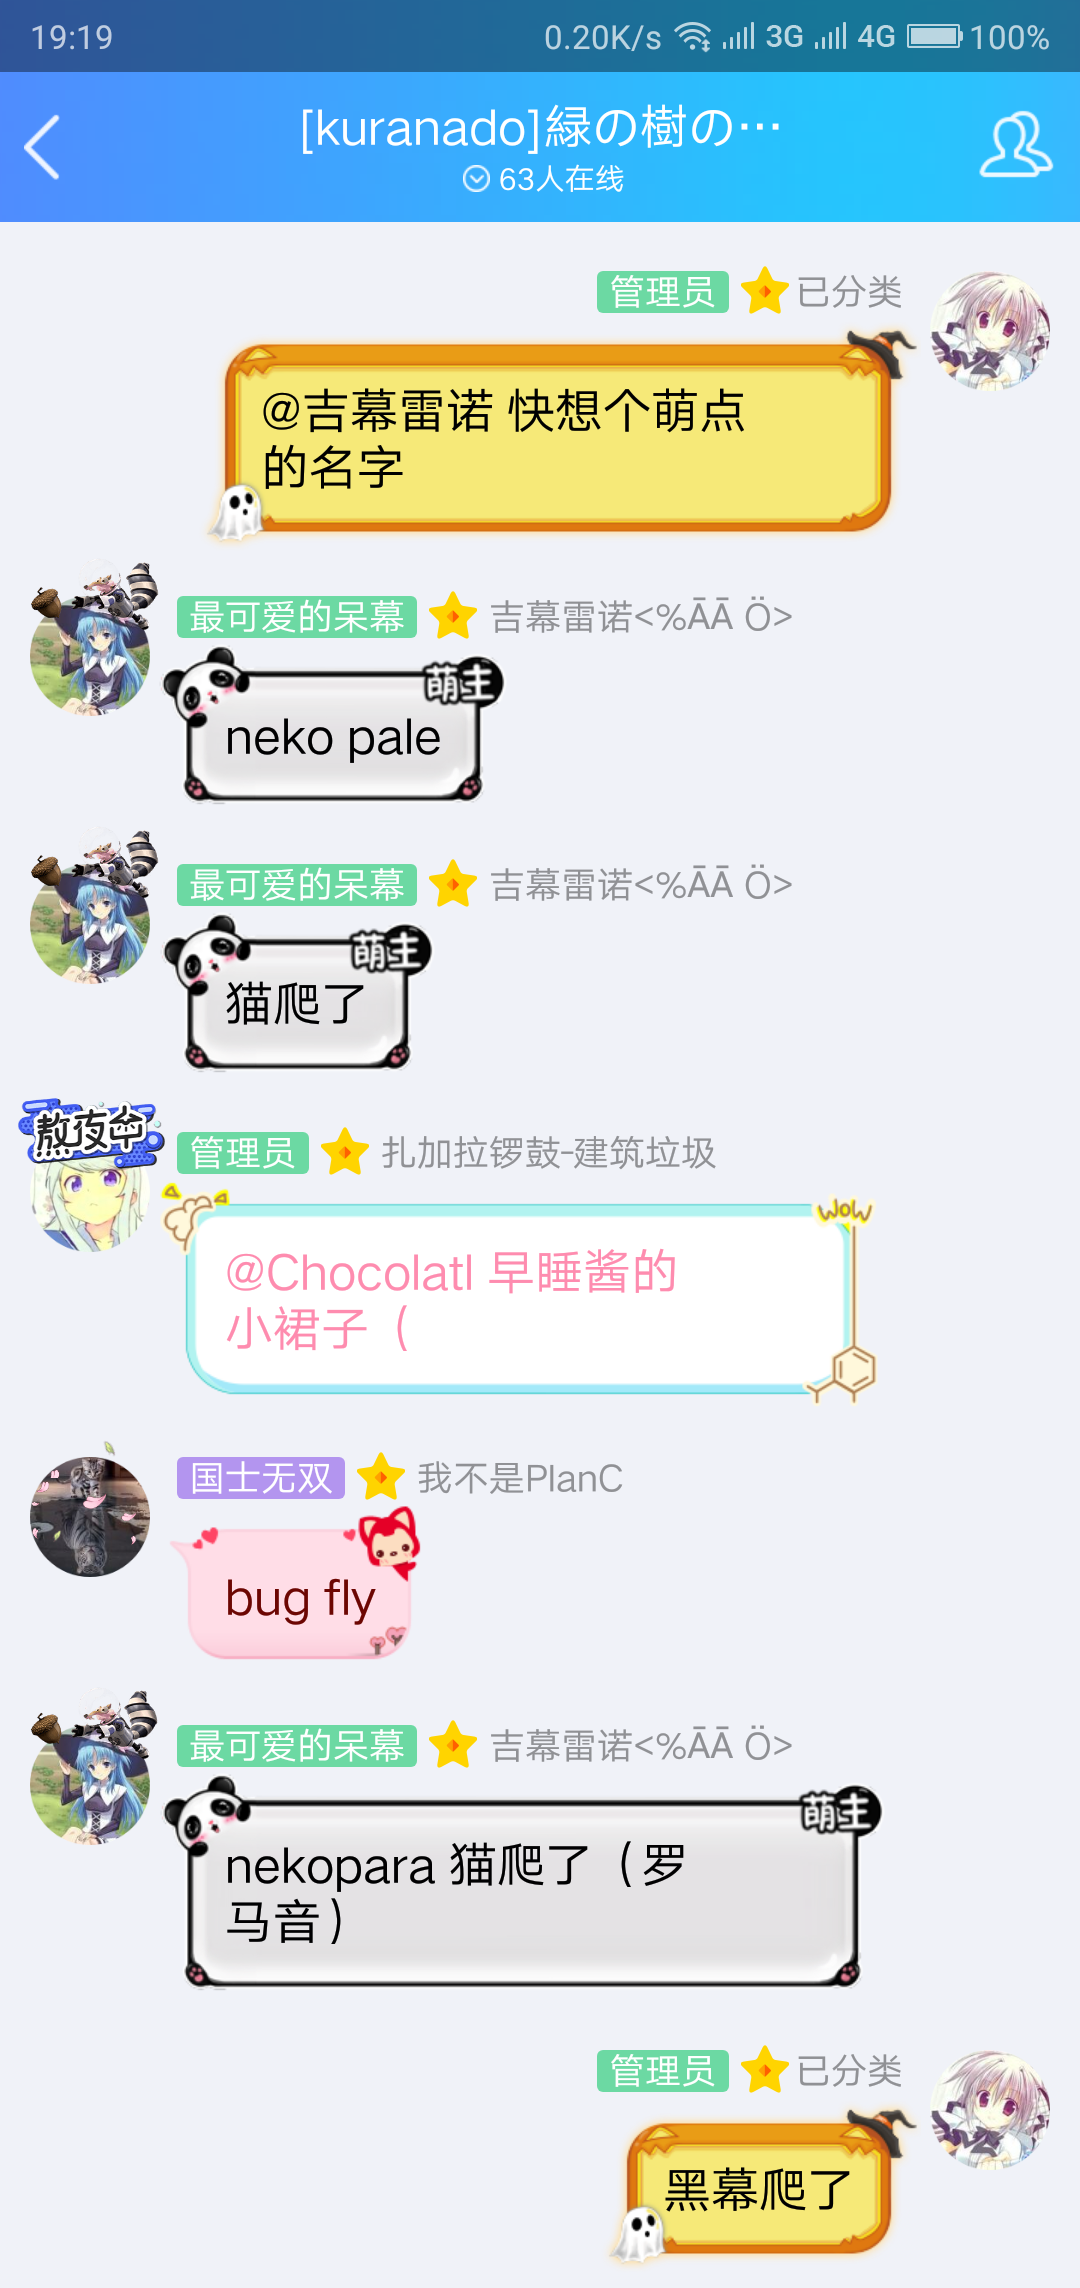 19:19 0.20K/s 3G 4G 100%
[kuranado]緑の樹の…
63人在线
管理员 已分类
@吉幕雷诺 快想个萌点
的名字
最可爱的呆幕 吉幕雷诺<%ĀĀ Ö>
萌主
neko pale
最可爱的呆幕 吉幕雷诺<%ĀĀ Ö>
萌主
猫爬了
熬夜中
管理员 扎加拉锣鼓-建筑垃圾
WOW
@Chocolatl 早睡酱的
小裙子（
国士无双 我不是PlanC
bug fly
最可爱的呆幕 吉幕雷诺<%ĀĀ Ö>
萌主
nekopara 猫爬了（罗
马音）
管理员 已分类
黑幕爬了